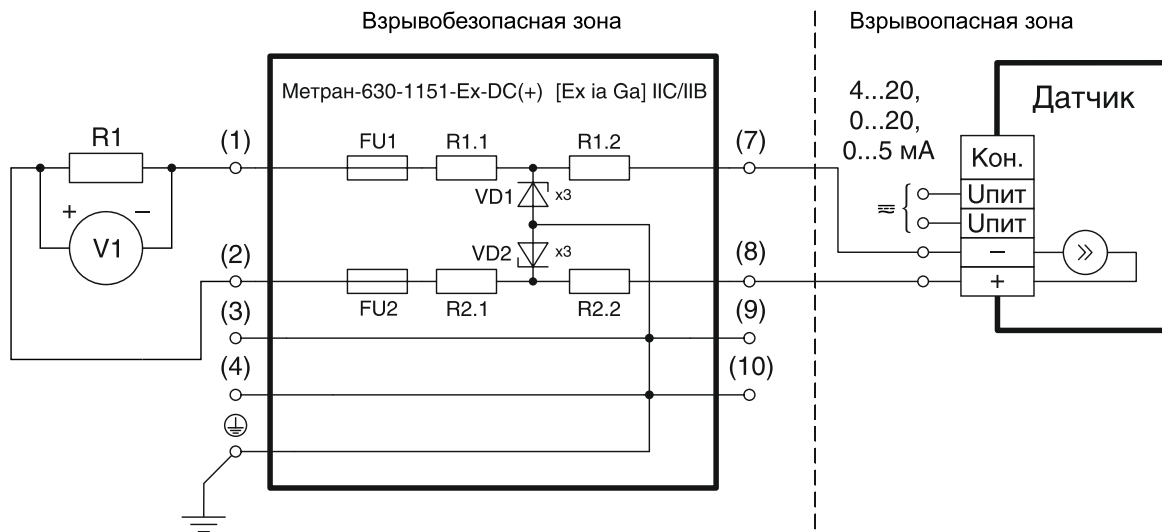 Взрывобезопасная зона
Взрывоопасная зона
Метран-630-1151-Ex-DC(+) [Ex ia Ga] IIC/IIB
4...20,
0...20,
0...5 мА
Датчик
R1
(1)
FU1
R1.1
R1.2
(7)
Кон.
VD1
x3
Uпит
+
−
V1
≂
Uпит
(2)
VD2
x3
(8)
−
»
+
FU2
R2.1
R2.2
(3)
(9)
(4)
(10)